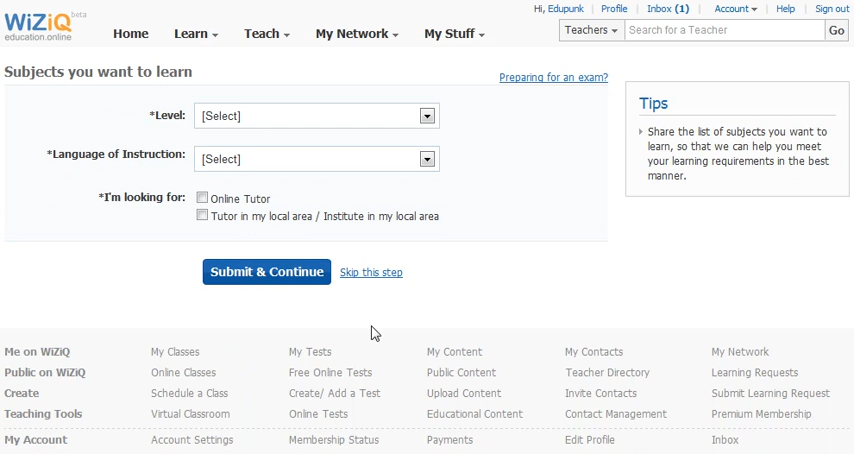 Hi, Edupunk | Profile | Inbox (1) | Account | Help | Sign out
WiZiQ beta
education.online
Home Learn Teach My Network My Stuff
Teachers Search for a Teacher Go
Subjects you want to learn
Preparing for an exam?
*Level: [Select]
*Language of Instruction: [Select]
*I'm looking for: Online Tutor
Tutor in my local area / Institute in my local area
Submit & Continue Skip this step
Tips
Share the list of subjects you want to
learn, so that we can help you meet
your learning requirements in the best
manner.
Me on WiZiQ My Classes My Tests My Content My Contacts My Network
Public on WiZiQ Online Classes Free Online Tests Public Content Teacher Directory Learning Requests
Create Schedule a Class Create/ Add a Test Upload Content Invite Contacts Submit Learning Request
Teaching Tools Virtual Classroom Online Tests Educational Content Contact Management Premium Membership
My Account Account Settings Membership Status Payments Edit Profile Inbox